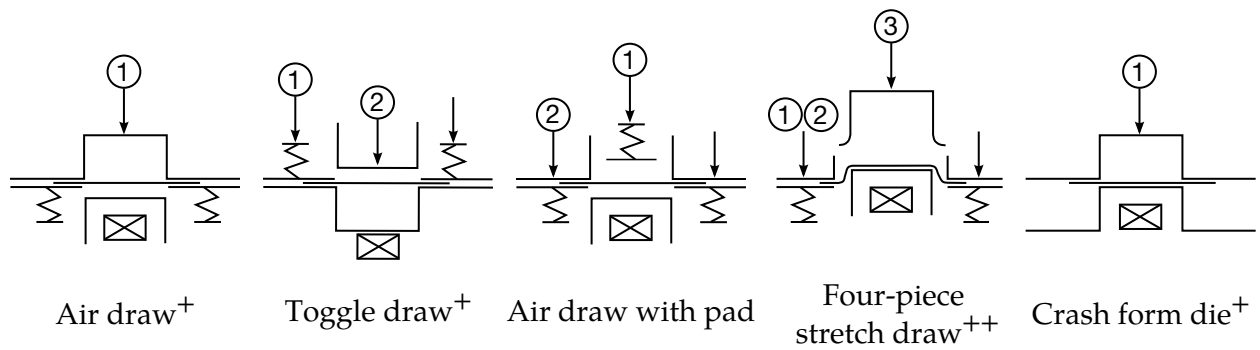 ① ① ② ② ① ① ② ③ ①
Air draw+
Toggle draw+
Air draw with pad
Four-piece
stretch draw++
Crash form die+